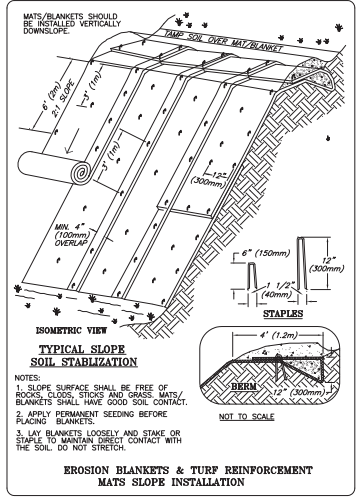 MATS/BLANKETS SHOULD
BE INSTALLED VERTICALLY
DOWNSLOPE.
TAMP SOIL OVER MAT/BLANKET
6' (2m)
2:1 SLOPE
3' (1m)
3' (1m)
12"
(300mm)
MIN. 4"
(100mm)
OVERLAP
6" (150mm)
12"
(300mm)
1 1/2"
(40mm)
STAPLES
ISOMETRIC VIEW
TYPICAL SLOPE
SOIL STABLIZATION
4' (1.2m)
BERM
12" (300mm)
NOT TO SCALE
NOTES:
1. SLOPE SURFACE SHALL BE FREE OF
ROCKS, CLODS, STICKS AND GRASS. MATS/
BLANKETS SHALL HAVE GOOD SOIL CONTACT.
2. APPLY PERMANENT SEEDING BEFORE
PLACING BLANKETS.
3. LAY BLANKETS LOOSELY AND STAKE OR
STAPLE TO MAINTAIN DIRECT CONTACT WITH
THE SOIL. DO NOT STRETCH.
EROSION BLANKETS & TURF REINFORCEMENT
MATS SLOPE INSTALLATION